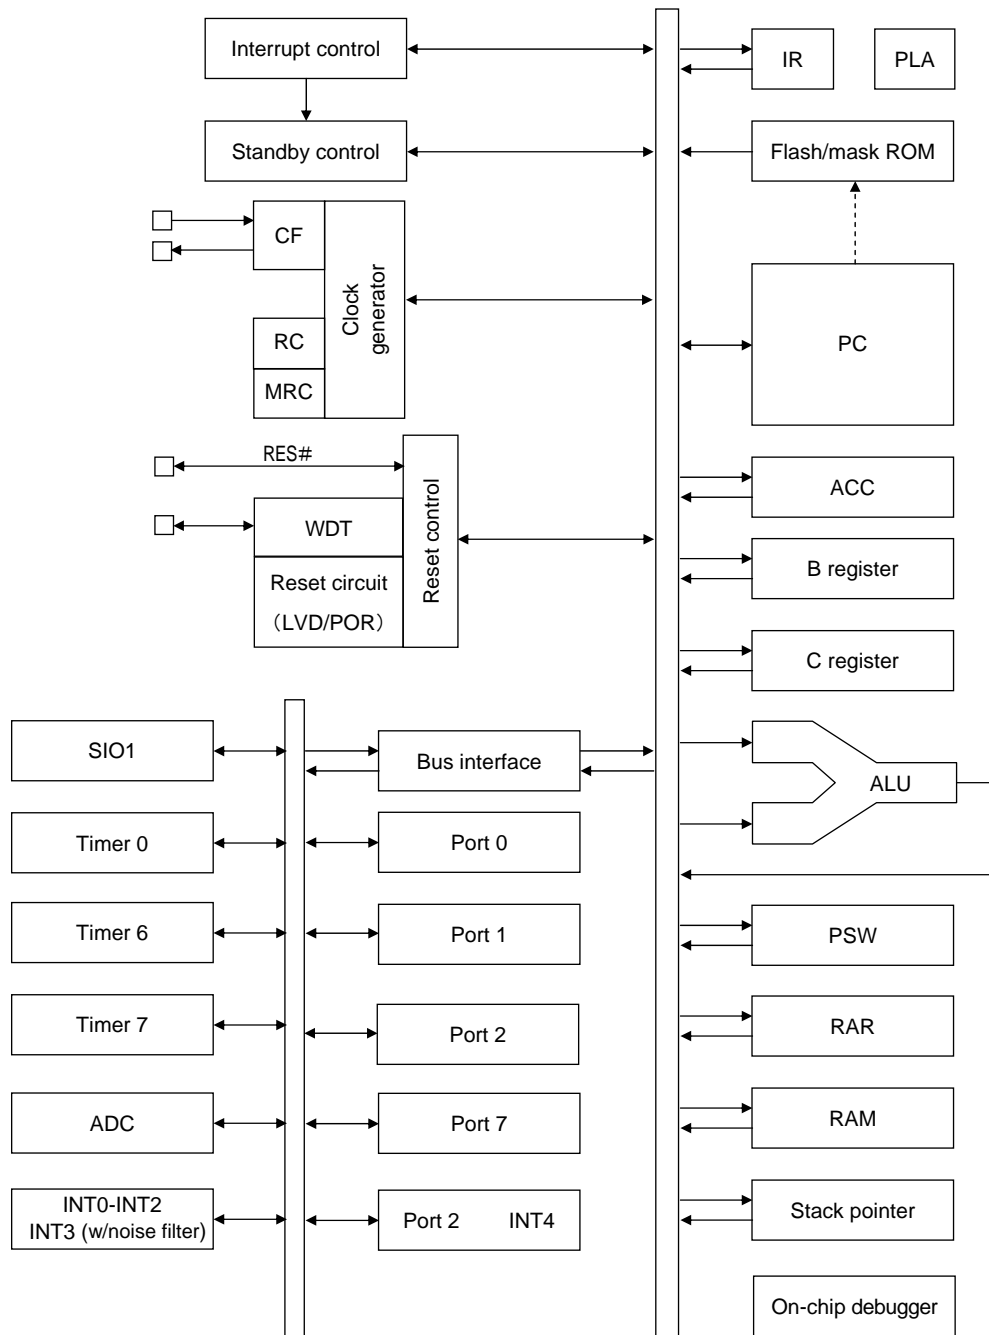 Interrupt control
IR
PLA
Standby control
Flash/mask ROM
CF
Clock
generator
RC
MRC
PC
RES#
Reset control
WDT
Reset circuit
（LVD/POR）
ACC
B register
C register
SIO1
Bus interface
ALU
Timer 0
Port 0
Timer 6
Port 1
PSW
Timer 7
Port 2
RAR
ADC
Port 7
RAM
INT0-INT2
INT3 (w/noise filter)
Port 2 INT4
Stack pointer
On-chip debugger